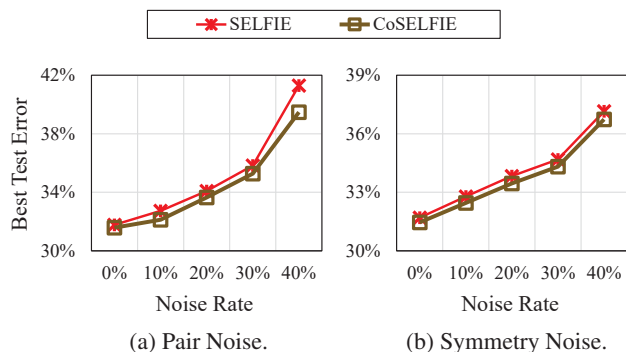 SELFIE CoSELFIE
Best Test Error
42%
38%
34%
30%
0% 10% 20% 30% 40%
Noise Rate
(a) Pair Noise.
39%
36%
33%
30%
0% 10% 20% 30% 40%
Noise Rate
(b) Symmetry Noise.